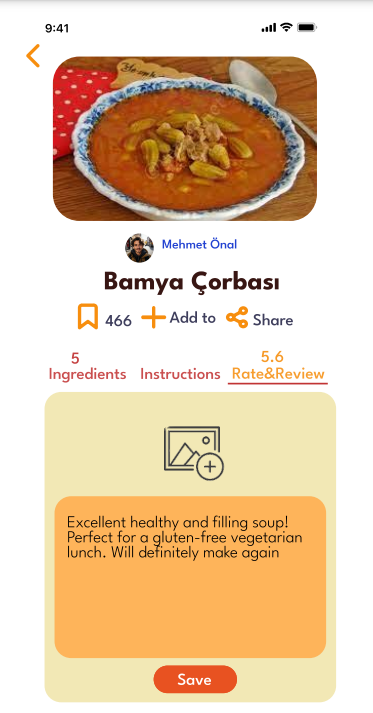 9:41
Mehmet Önal
Bamya Çorbası
466 Add to Share
5
Ingredients Instructions
5.6
Rate&Review
Excellent healthy and filling soup!
Perfect for a gluten-free vegetarian
lunch. Will definitely make again
Save